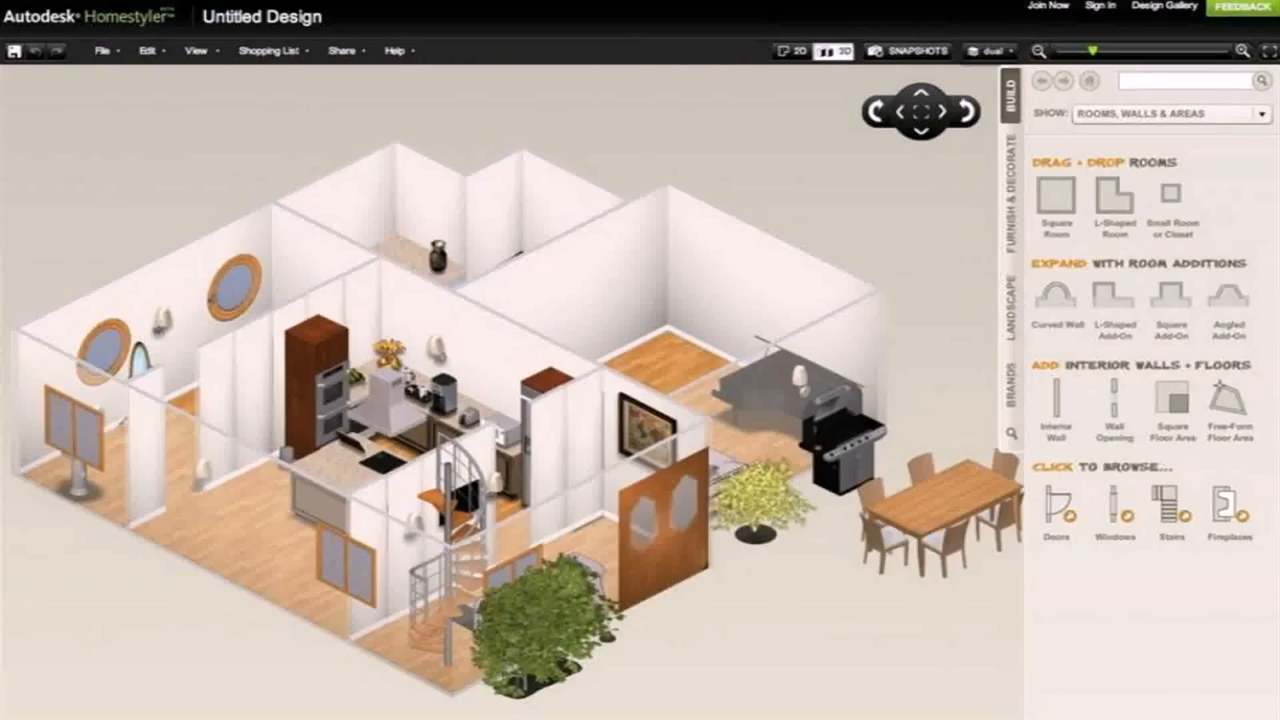 Autodesk® Homestyler™ BETA
Untitled Design
Join Now Sign In Design Gallery FEEDBACK
File Edit View Shopping List Share Help
2D 3D SNAPSHOTS dual
BUILD
FURNISH & DECORATE
LANDSCAPE
BRANDS
SHOW: ROOMS, WALLS & AREAS
DRAG + DROP ROOMS
Square Room
L-Shaped Room
Small Room or Closet
EXPAND WITH ROOM ADDITIONS
Curved Wall
L-Shaped Add-On
Square Add-On
Angled Add-On
ADD INTERIOR WALLS + FLOORS
Interior Wall
Wall Opening
Square Floor Area
Free-Form Floor Area
CLICK TO BROWSE...
Doors
Windows
Stairs
Fireplaces